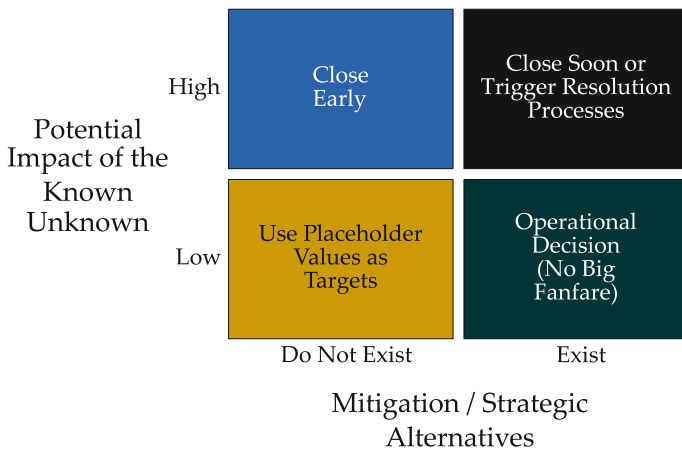 Close
Early
Close Soon or
Trigger Resolution
Processes
High
Potential
Impact of the
Known
Unknown
Use Placeholder
Values as
Targets
Operational
Decision
(No Big
Fanfare)
Low
Do Not Exist
Exist
Mitigation / Strategic
Alternatives